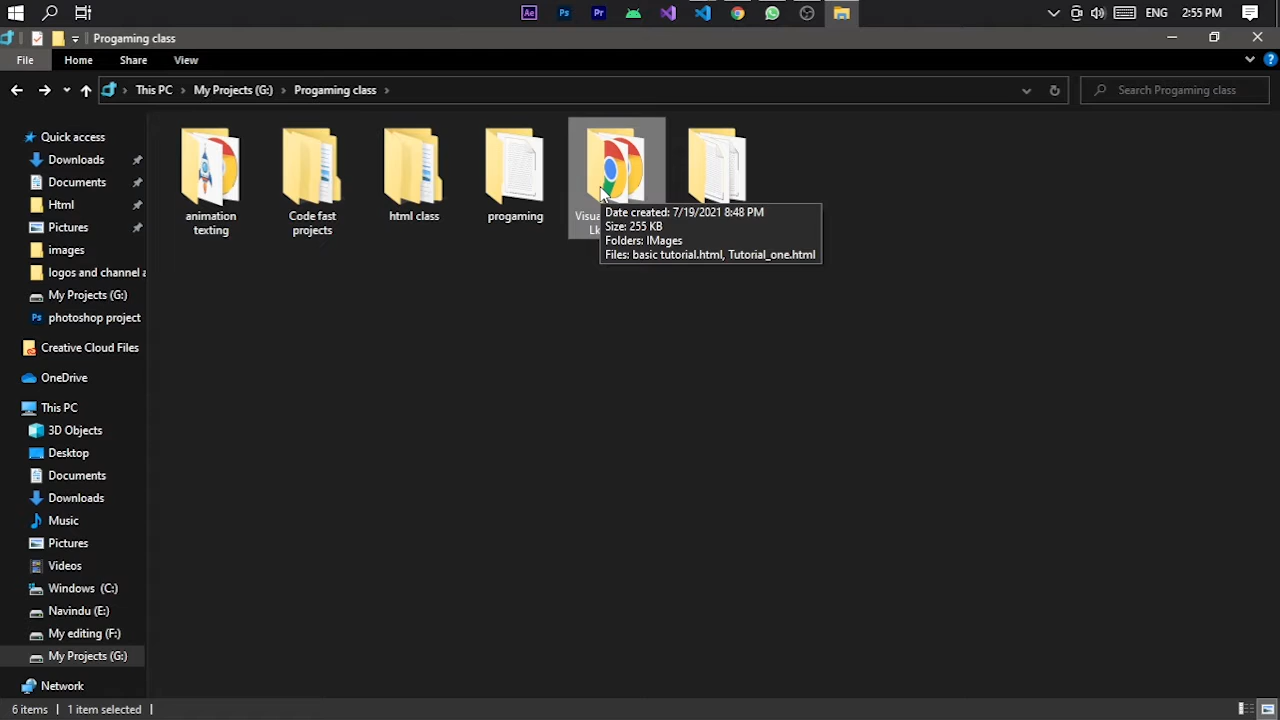 ENG
2:55 PM
Progaming class
File
Home
Share
View
This PC
My Projects (G:)
Progaming class
Search Progaming class
Quick access
Downloads
Documents
Html
Pictures
images
logos and channel a
My Projects (G:)
photoshop project
Creative Cloud Files
OneDrive
This PC
3D Objects
Desktop
Documents
Downloads
Music
Pictures
Videos
Windows (C:)
Navindu (E:)
My editing (F:)
My Projects (G:)
Network
animation
texting
Code fast
projects
html class
progaming
Date created: 7/19/2021 8:48 PM
Size: 255 KB
Folders: IMages
Files: basic tutorial.html, Tutorial_one.html
6 items
1 item selected